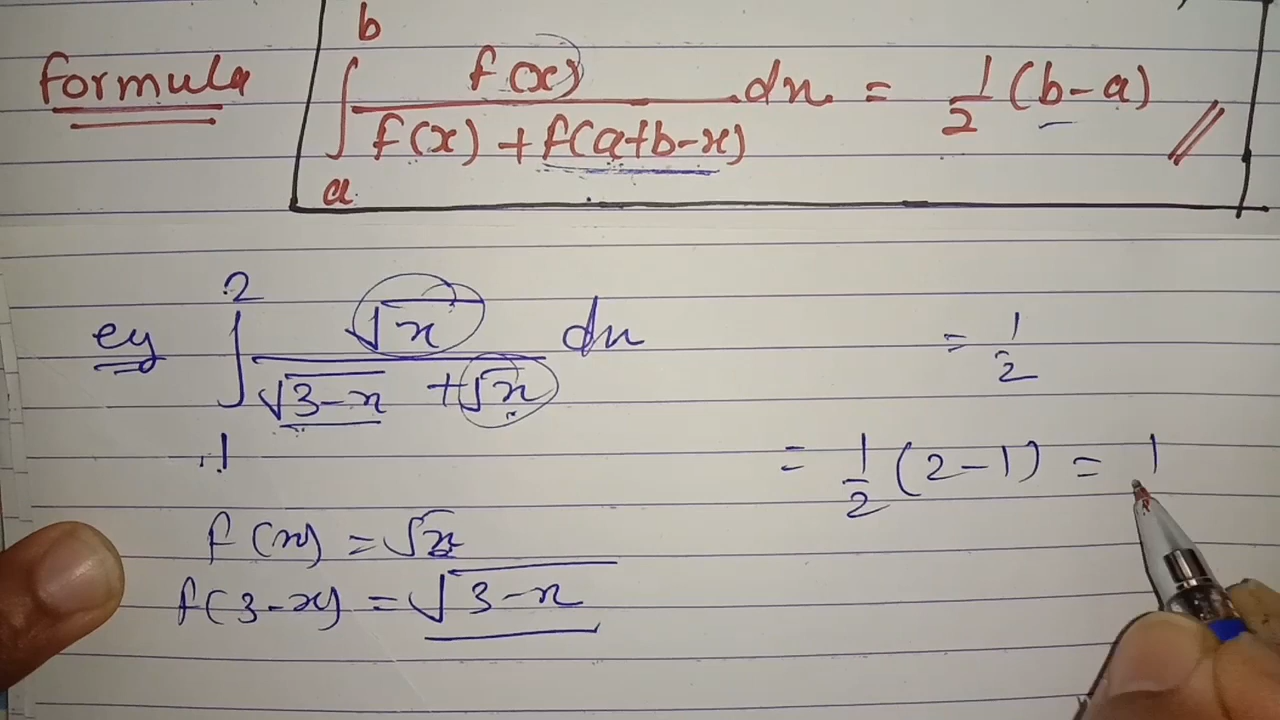 formula ∫_a^b f(x) / (f(x) + f(a+b-x)) dx = 1/2 (b-a)
eg ∫_1^2 √x / (√(3-x) + √x) dx = 1/2
= 1/2 (2-1) = 1
f(x) = √x
f(3-x) = √(3-x)